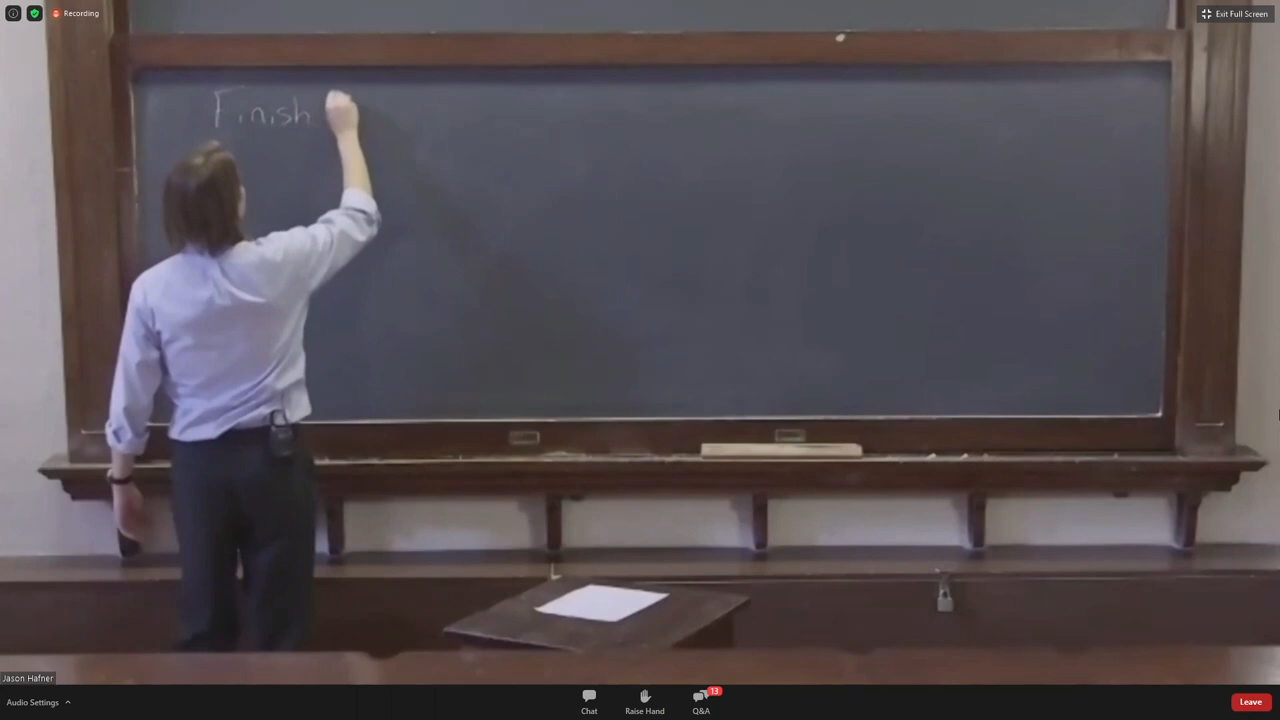 Recording
Exit Full Screen
Finish
Jason Hafner
Audio Settings
Chat
Raise Hand
13
Q&A
Leave